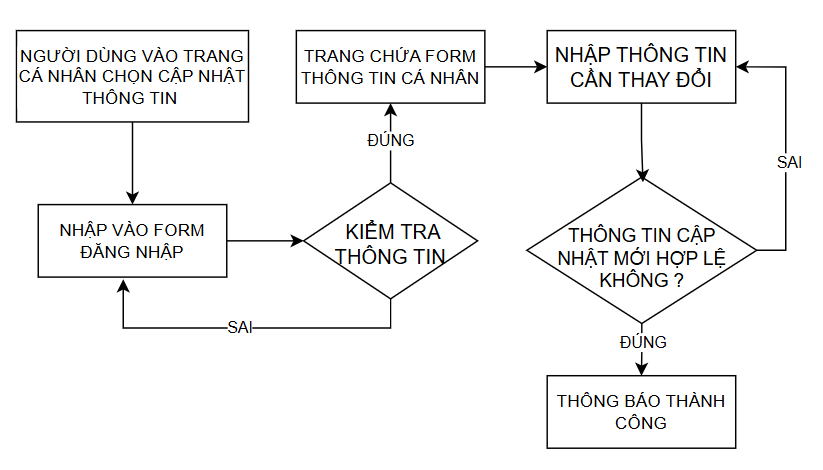 NGƯỜI DÙNG VÀO TRANG
CÁ NHÂN CHỌN CẬP NHẬT
THÔNG TIN
NHẬP VÀO FORM
ĐĂNG NHẬP
KIỂM TRA
THÔNG TIN
SAI
ĐÚNG
TRANG CHỨA FORM
THÔNG TIN CÁ NHÂN
NHẬP THÔNG TIN
CẦN THAY ĐỔI
SAI
THÔNG TIN CẬP
NHẬT MỚI HỢP LỆ
KHÔNG ?
ĐÚNG
THÔNG BÁO THÀNH
CÔNG